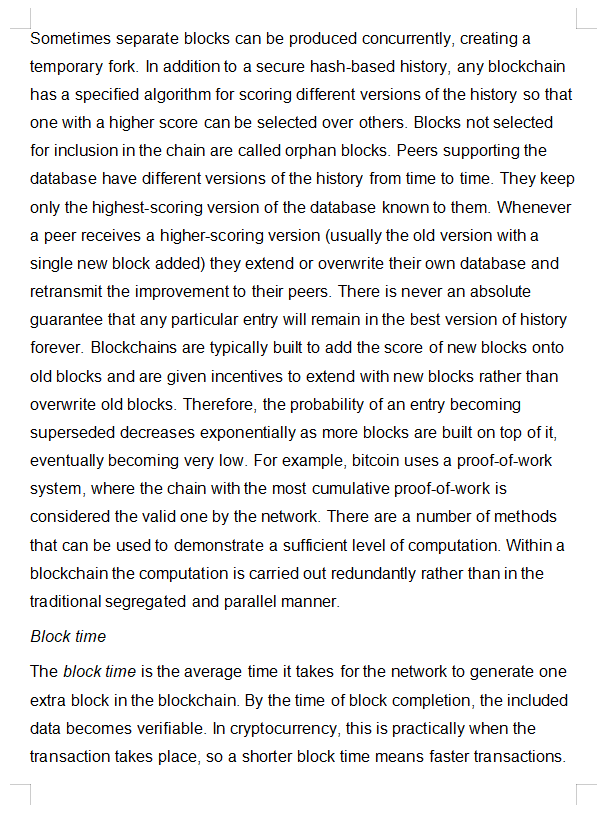 Sometimes separate blocks can be produced concurrently, creating a
temporary fork. In addition to a secure hash-based history, any blockchain
has a specified algorithm for scoring different versions of the history so that
one with a higher score can be selected over others. Blocks not selected
for inclusion in the chain are called orphan blocks. Peers supporting the
database have different versions of the history from time to time. They keep
only the highest-scoring version of the database known to them. Whenever
a peer receives a higher-scoring version (usually the old version with a
single new block added) they extend or overwrite their own database and
retransmit the improvement to their peers. There is never an absolute
guarantee that any particular entry will remain in the best version of history
forever. Blockchains are typically built to add the score of new blocks onto
old blocks and are given incentives to extend with new blocks rather than
overwrite old blocks. Therefore, the probability of an entry becoming
superseded decreases exponentially as more blocks are built on top of it,
eventually becoming very low. For example, bitcoin uses a proof-of-work
system, where the chain with the most cumulative proof-of-work is
considered the valid one by the network. There are a number of methods
that can be used to demonstrate a sufficient level of computation. Within a
blockchain the computation is carried out redundantly rather than in the
traditional segregated and parallel manner.
Block time
The block time is the average time it takes for the network to generate one
extra block in the blockchain. By the time of block completion, the included
data becomes verifiable. In cryptocurrency, this is practically when the
transaction takes place, so a shorter block time means faster transactions.